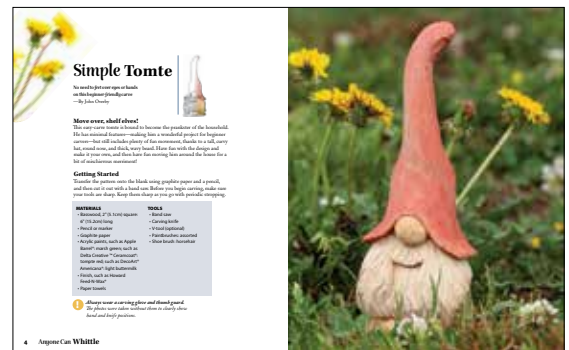 Simple Tomte
No need to fret over eyes or hands
on this beginner-friendly carve
—By John Overby
Move over, shelf elves!
This easy-carve tomte is bound to become the prankster of the household.
He has minimal features—making him a wonderful project for beginner
carvers—but still includes plenty of fun movement, thanks to a tall, curvy
hat, round nose, and thick, wavy beard. Have fun with the design and
make it your own, and then have fun moving him around the house for a
bit of mischievous merriment!
Getting Started
Transfer the pattern onto the blank using graphite paper and a pencil,
and then cut it out with a band saw. Before you begin carving, make sure
your tools are sharp. Keep them sharp as you go with periodic stropping.
MATERIALS
• Basswood, 2" (5.1cm) square:
6" (15.2cm) long
• Pencil or marker
• Graphite paper
• Acrylic paints, such as Apple
Barrel®: marsh green; such as
Delta Creative™ Ceramcoat®:
tompte red; such as DecoArt®
Americana®: light buttermilk
• Finish, such as Howard
Feed-N-Wax®
• Paper towels
TOOLS
• Band saw
• Carving knife
• V-tool (optional)
• Paintbrushes: assorted
• Shoe brush: horsehair
! Always wear a carving glove and thumb guard.
The photos were taken without them to clearly show
hand and knife positions.
4 Anyone Can Whittle